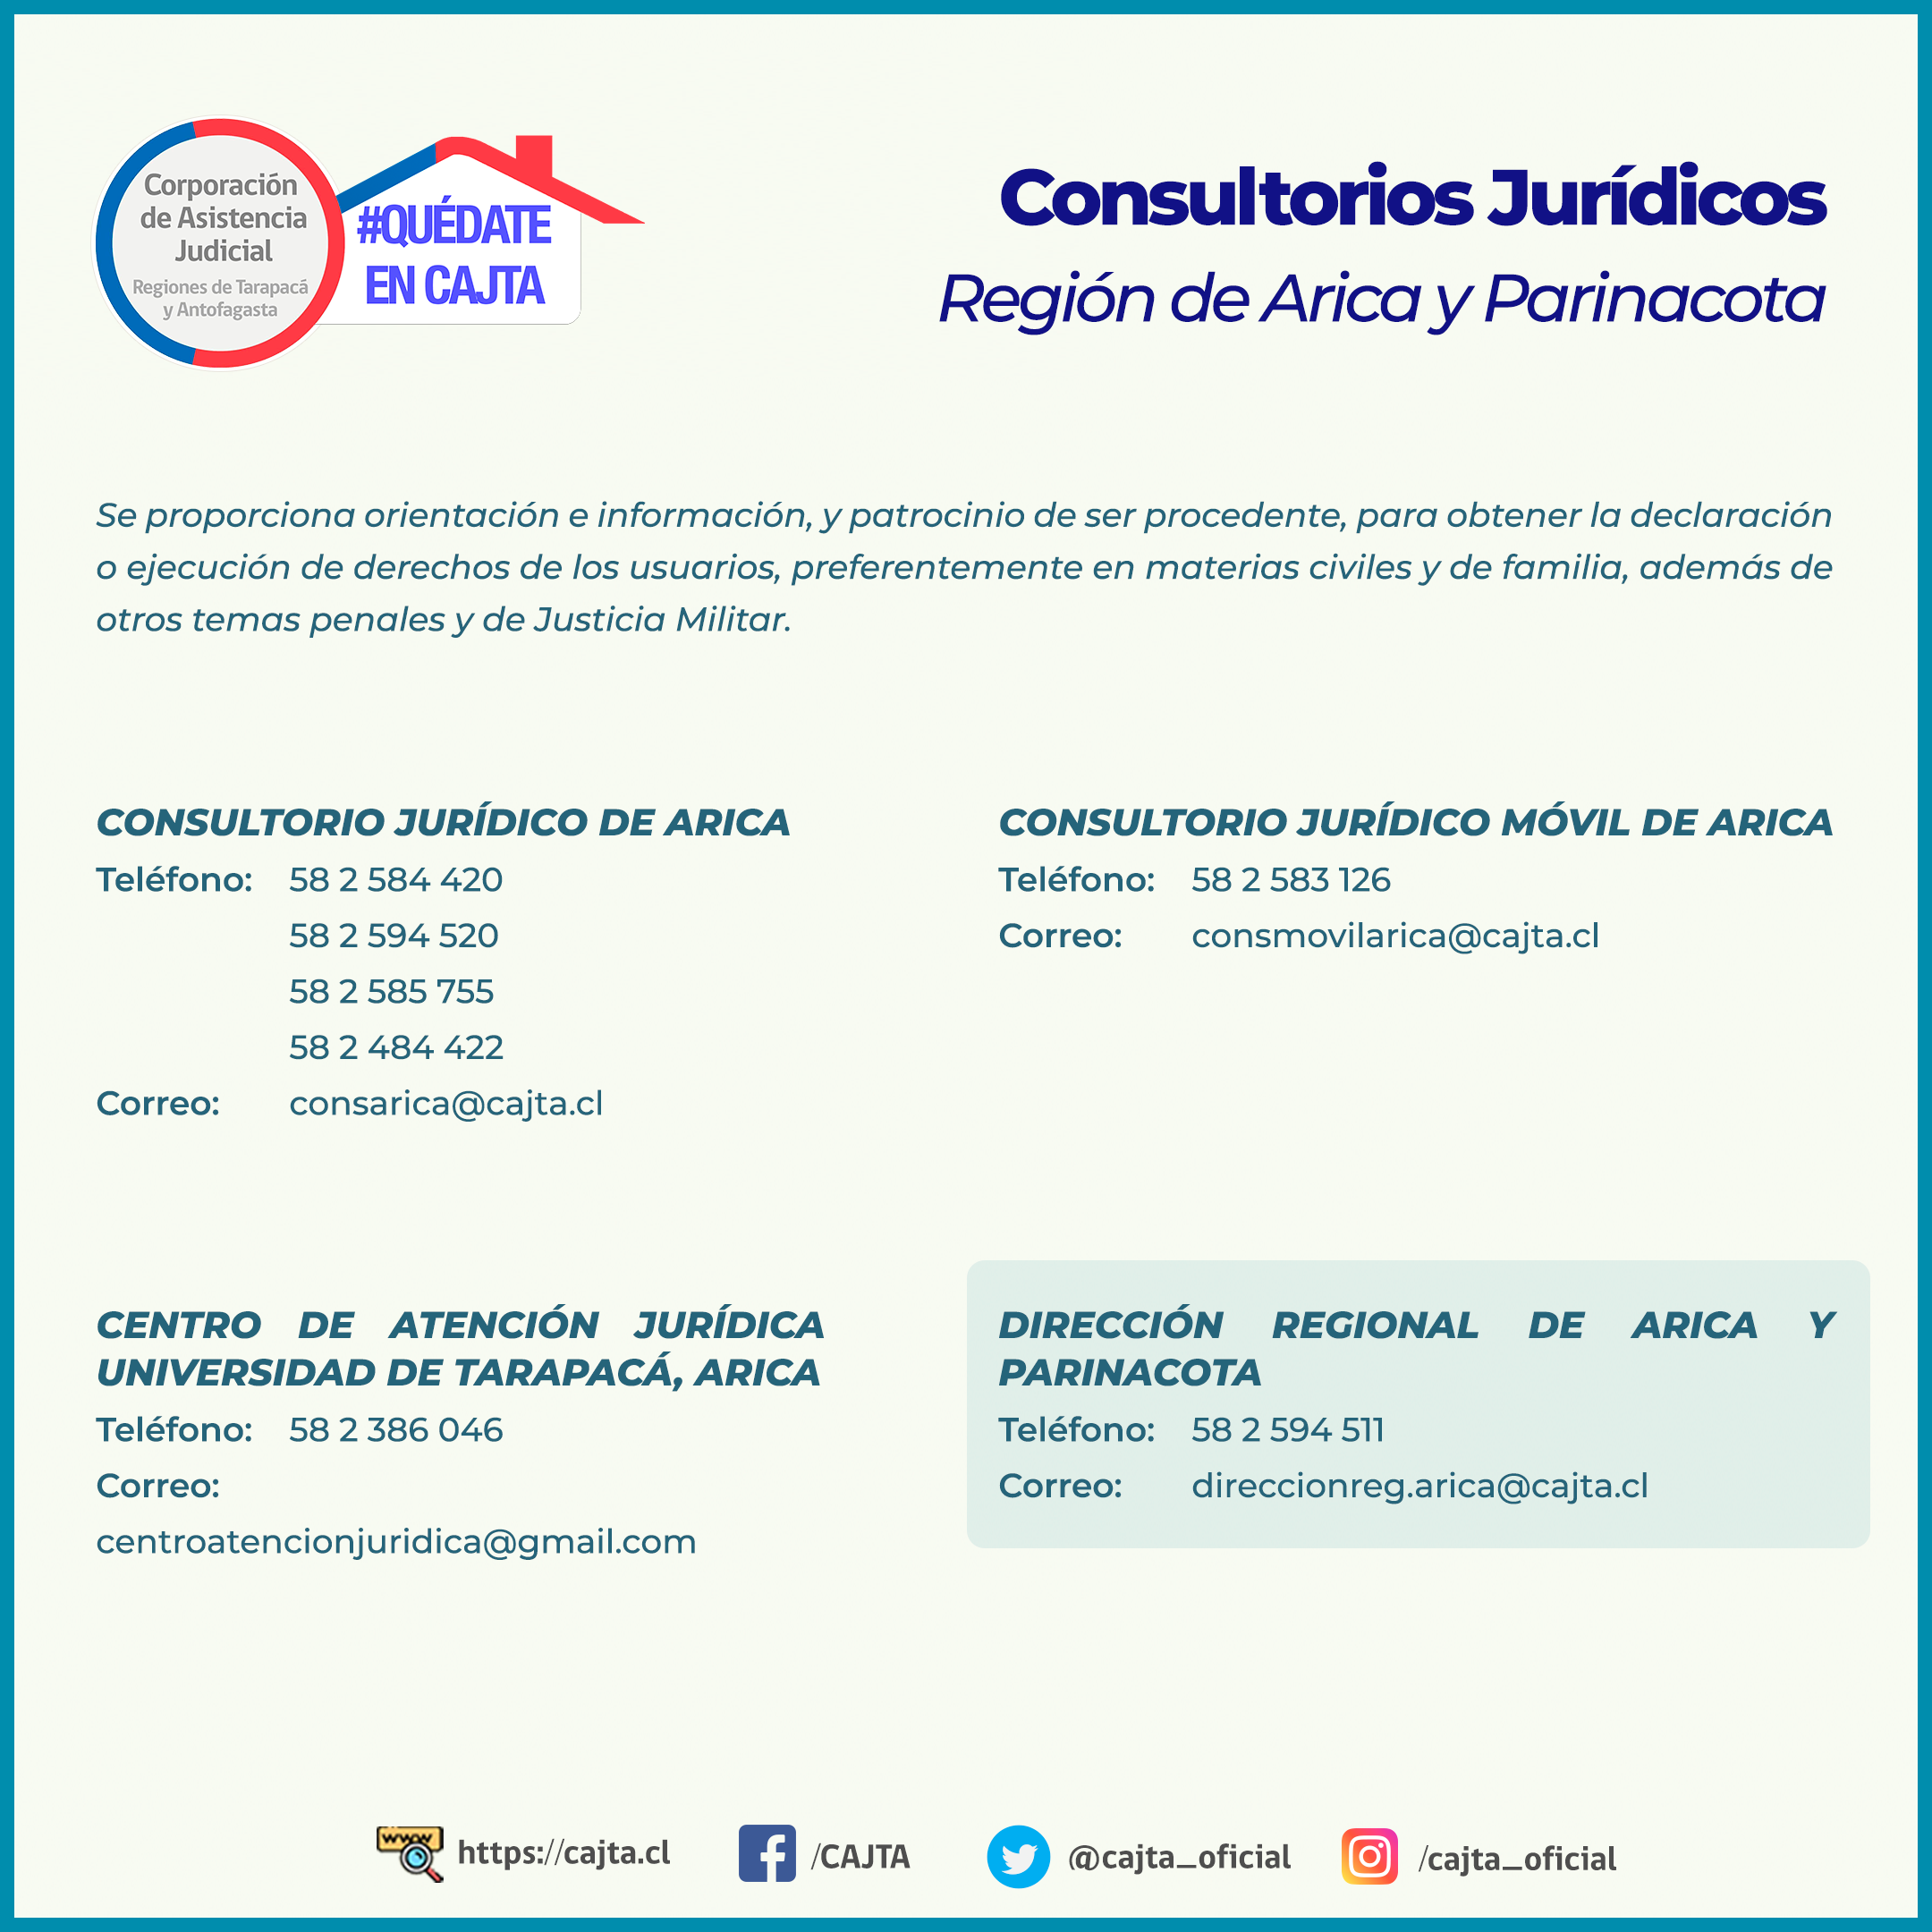 Corporación
de Asistencia
Judicial
Regiones de Tarapacá
y Antofagasta
#QUÉDATE
EN CAJTA
Consultorios Jurídicos
Región de Arica y Parinacota
Se proporciona orientación e información, y patrocinio de ser procedente, para obtener la declaración
o ejecución de derechos de los usuarios, preferentemente en materias civiles y de familia, además de
otros temas penales y de Justicia Militar.
CONSULTORIO JURÍDICO DE ARICA
Teléfono: 58 2 584 420
58 2 594 520
58 2 585 755
58 2 484 422
Correo: consarica@cajta.cl
CONSULTORIO JURÍDICO MÓVIL DE ARICA
Teléfono: 58 2 583 126
Correo: consmovilarica@cajta.cl
CENTRO DE ATENCIÓN JURÍDICA
UNIVERSIDAD DE TARAPACÁ, ARICA
Teléfono: 58 2 386 046
Correo:
centroatencionjuridica@gmail.com
DIRECCIÓN REGIONAL DE ARICA Y
PARINACOTA
Teléfono: 58 2 594 511
Correo: direccionreg.arica@cajta.cl
www https://cajta.cl /CAJTA @cajta_oficial /cajta_oficial